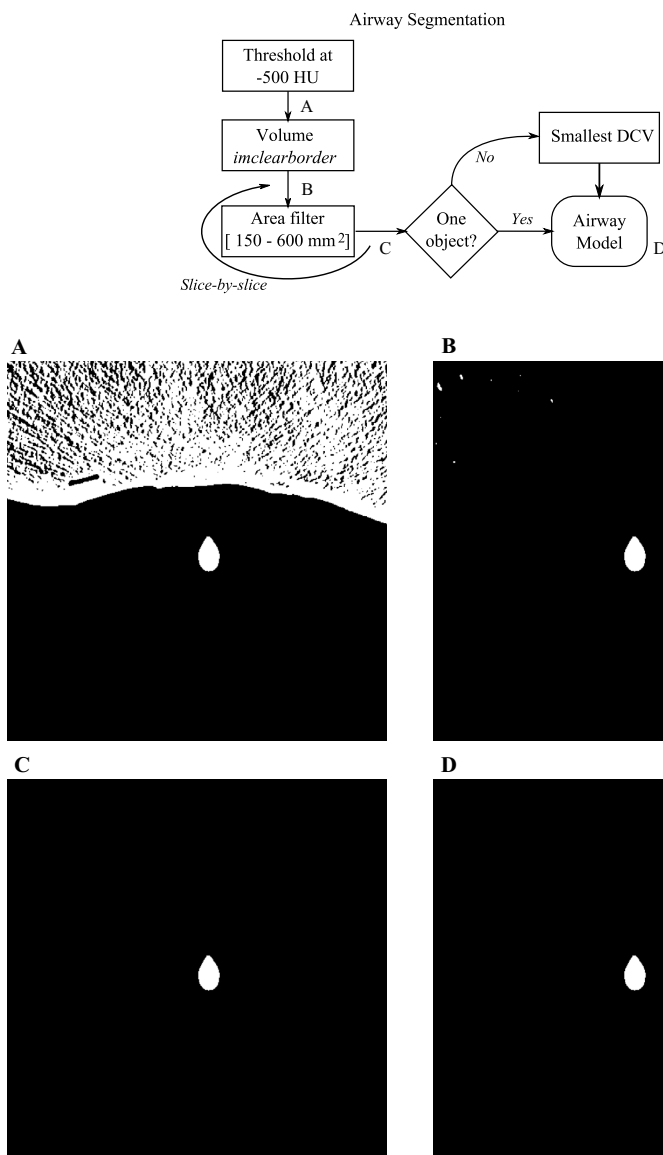 Airway Segmentation
Threshold at
-500 HU
A
Volume
imclearborder
B
Area filter
[ 150 - 600 mm2]
Slice-by-slice
C
One
object?
No
Yes
Smallest DCV
Airway
Model
D
A
B
C
D